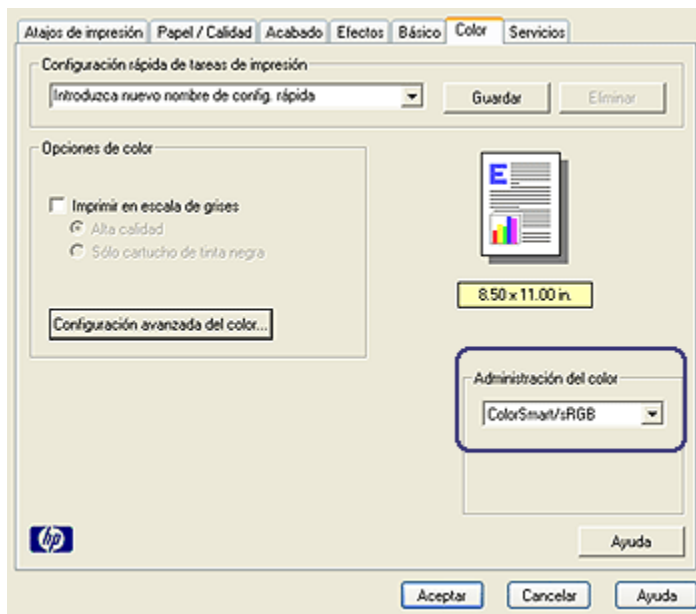 Atajos de impresión Papel / Calidad Acabado Efectos Básico Color Servicios
Configuración rápida de tareas de impresión
Introduzca nuevo nombre de config. rápida Guardar Eliminar
Opciones de color
Imprimir en escala de grises
Alta calidad
Sólo cartucho de tinta negra
Configuración avanzada del color...
E
8.50 x 11.00 in.
Administración del color
ColorSmart/sRGB
hp
Ayuda
Aceptar Cancelar Ayuda